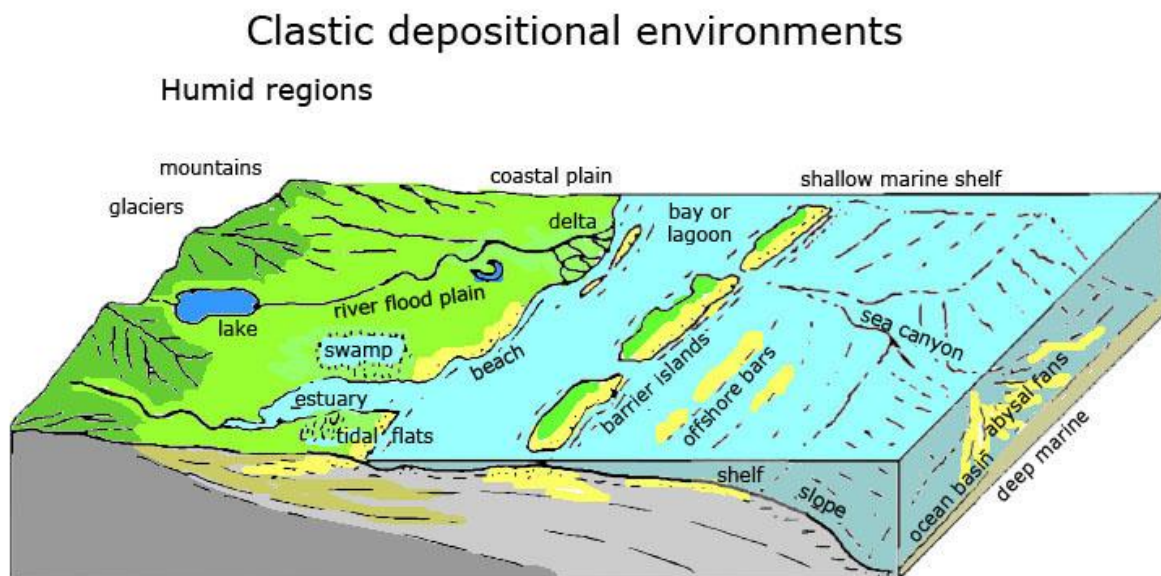 Clastic depositional environments
Humid regions
mountains
coastal plain
shallow marine shelf
glaciers
delta
bay or
lagoon
river flood plain
lake
swamp
beach
sea canyon
estuary
tidal flats
barrier islands
offshore bars
abysal fans
shelf
slope
ocean basin
deep marine